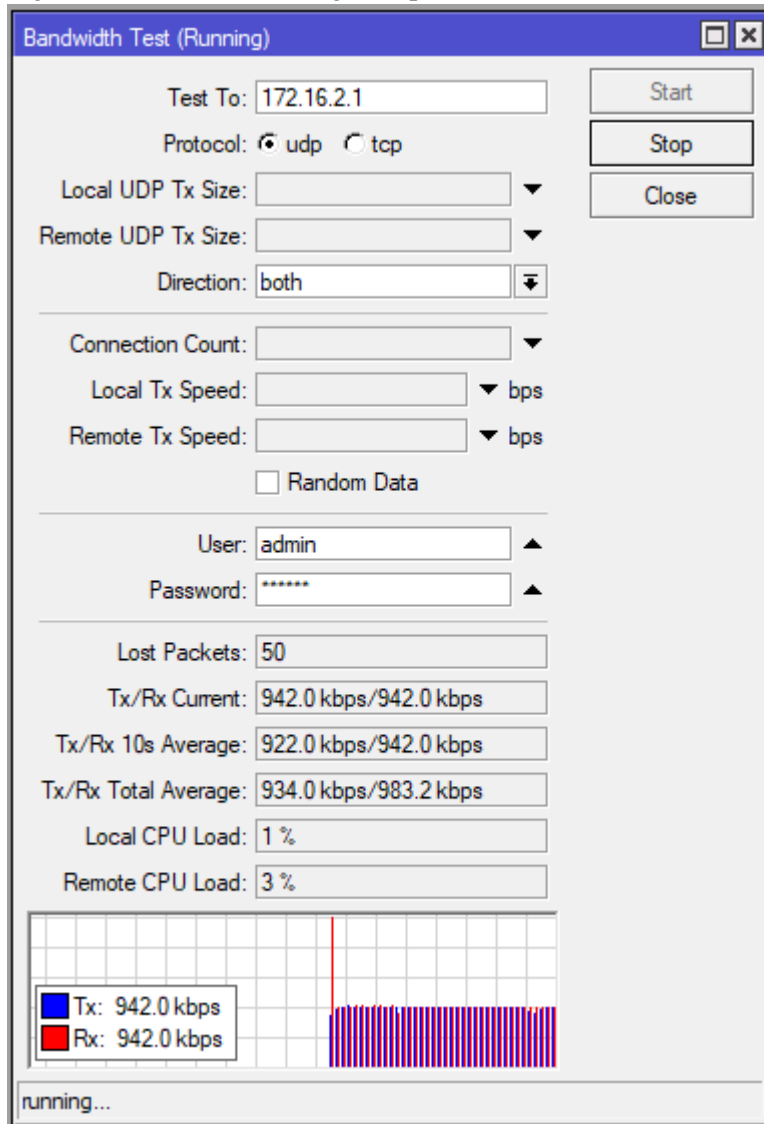 Bandwidth Test (Running)
Test To: 172.16.2.1
Start
Protocol: udp tcp
Stop
Local UDP Tx Size:
Close
Remote UDP Tx Size:
Direction: both
Connection Count:
Local Tx Speed: bps
Remote Tx Speed: bps
Random Data
User: admin
Password: ******
Lost Packets: 50
Tx/Rx Current: 942.0 kbps/942.0 kbps
Tx/Rx 10s Average: 922.0 kbps/942.0 kbps
Tx/Rx Total Average: 934.0 kbps/983.2 kbps
Local CPU Load: 1 %
Remote CPU Load: 3 %
Tx: 942.0 kbps
Rx: 942.0 kbps
running...